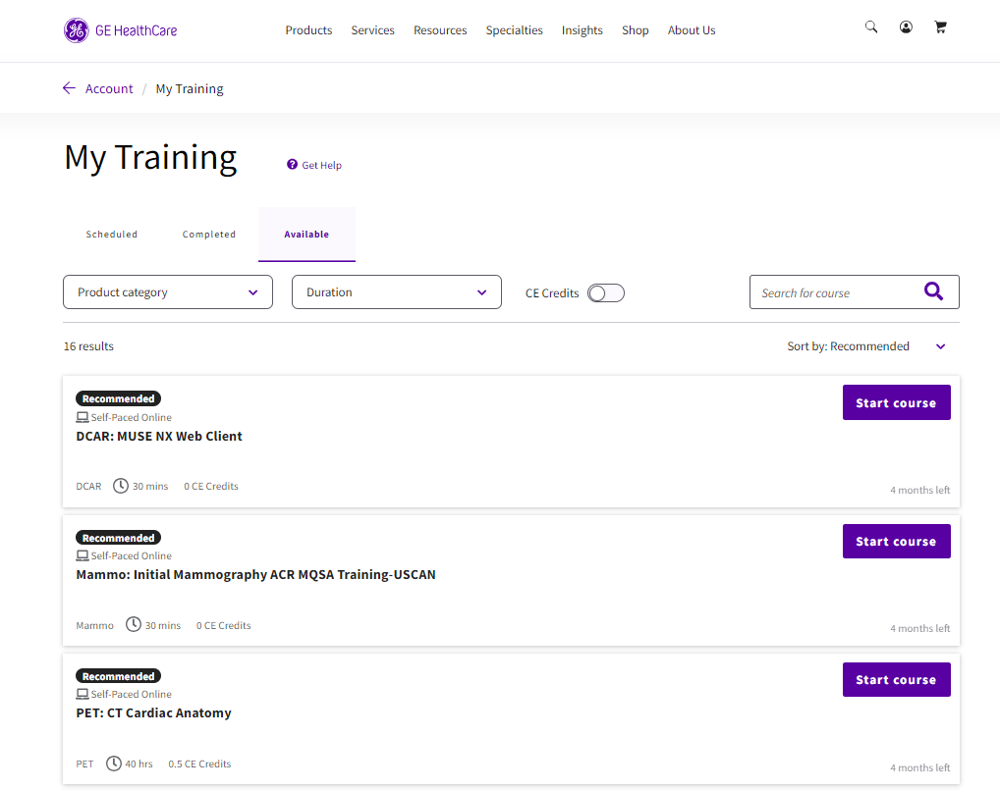 GE HealthCare
Products Services Resources Specialties Insights Shop About Us
Account / My Training
My Training
Get Help
Scheduled Completed Available
Product category Duration CE Credits Search for course
16 results Sort by: Recommended
Recommended
Start course
Self-Paced Online
DCAR: MUSE NX Web Client
DCAR 30 mins 0 CE Credits
4 months left
Recommended
Start course
Self-Paced Online
Mammo: Initial Mammography ACR MQSA Training-USCAN
Mammo 30 mins 0 CE Credits
4 months left
Recommended
Start course
Self-Paced Online
PET: CT Cardiac Anatomy
PET 40 hrs 0.5 CE Credits
4 months left